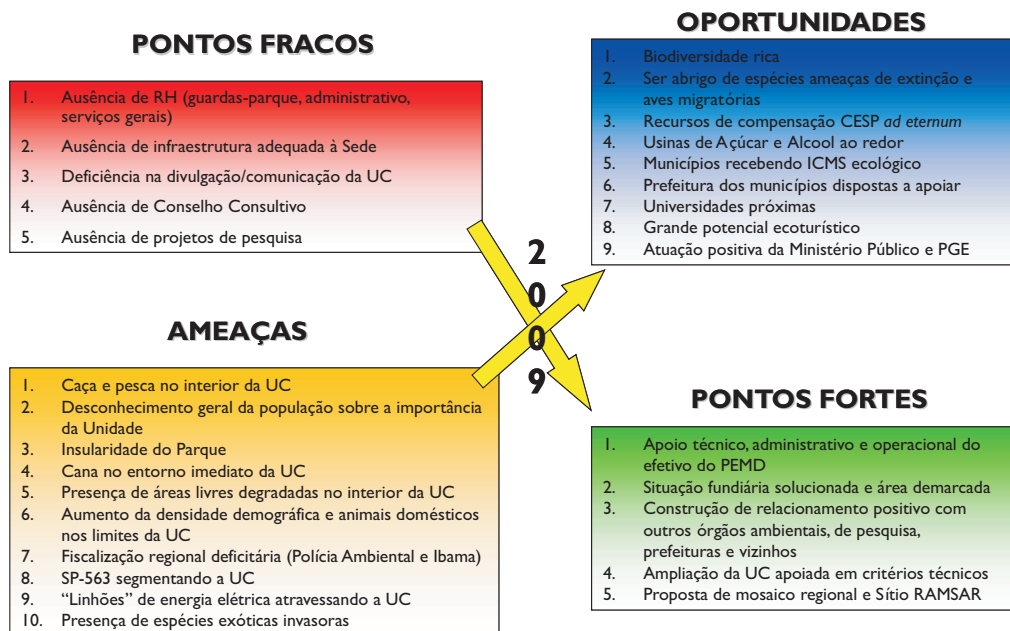 PONTOS FRACOS
1. Ausência de RH (guardas-parque, administrativo,
serviços gerais)
2. Ausência de infraestrutura adequada à Sede
3. Deficiência na divulgação/comunicação da UC
4. Ausência de Conselho Consultivo
5. Ausência de projetos de pesquisa
OPORTUNIDADES
1. Biodiversidade rica
2. Ser abrigo de espécies ameaças de extinção e
aves migratórias
3. Recursos de compensação CESP ad eternum
4. Usinas de Açúcar e Alcool ao redor
5. Municípios recebendo ICMS ecológico
6. Prefeitura dos municípios dispostas a apoiar
7. Universidades próximas
8. Grande potencial ecoturístico
9. Atuação positiva da Ministério Público e PGE
2
0
0
9
AMEAÇAS
1. Caça e pesca no interior da UC
2. Desconhecimento geral da população sobre a importância
da Unidade
3. Insularidade do Parque
4. Cana no entorno imediato da UC
5. Presença de áreas livres degradadas no interior da UC
6. Aumento da densidade demográfica e animais domésticos
nos limites da UC
7. Fiscalização regional deficitária (Polícia Ambiental e Ibama)
8. SP-563 segmentando a UC
9. “Linhões” de energia elétrica atravessando a UC
10. Presença de espécies exóticas invasoras
PONTOS FORTES
1. Apoio técnico, administrativo e operacional do
efetivo do PEMD
2. Situação fundiária solucionada e área demarcada
3. Construção de relacionamento positivo com
outros órgãos ambientais, de pesquisa,
prefeituras e vizinhos
4. Ampliação da UC apoiada em critérios técnicos
5. Proposta de mosaico regional e Sítio RAMSAR